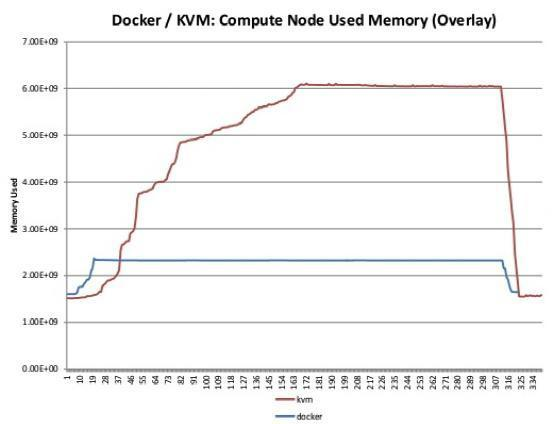 Docker / KVM: Compute Node Used Memory (Overlay)
7.00E+09
6.00E+09
5.00E+09
4.00E+09
3.00E+09
2.00E+09
1.00E+09
0.00E+00
Memory Used
1 10 19 28 37 46 55 64 73 82 91 100 109 118 127 136 145 154 163 172 181 190 199 208 217 226 235 244 253 262 271 280 289 298 307 316 325 334
kvm
docker